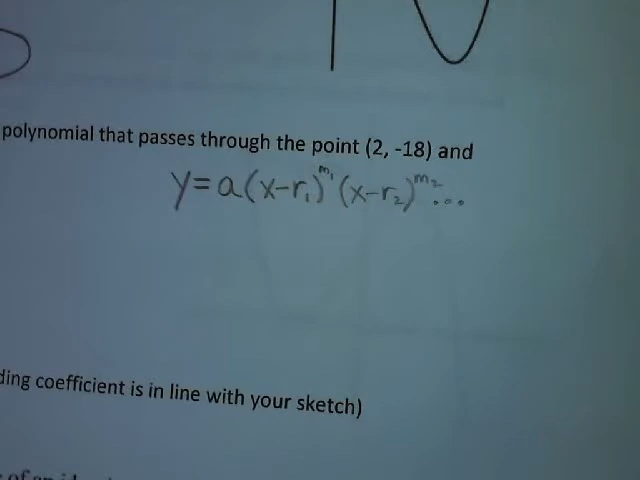 polynomial that passes through the point (2, -18) and
y=a(x-r₁)^m₁ (x-r₂)^m₂ ...
coefficient is in line with your sketch)